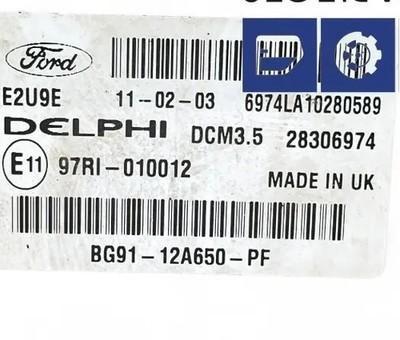 Ford
E2U9E 11-02-03 6974LA10280589
DELPHI DCM3.5 28306974
E11 97RI-010012 MADE IN UK
BG91-12A650-PF